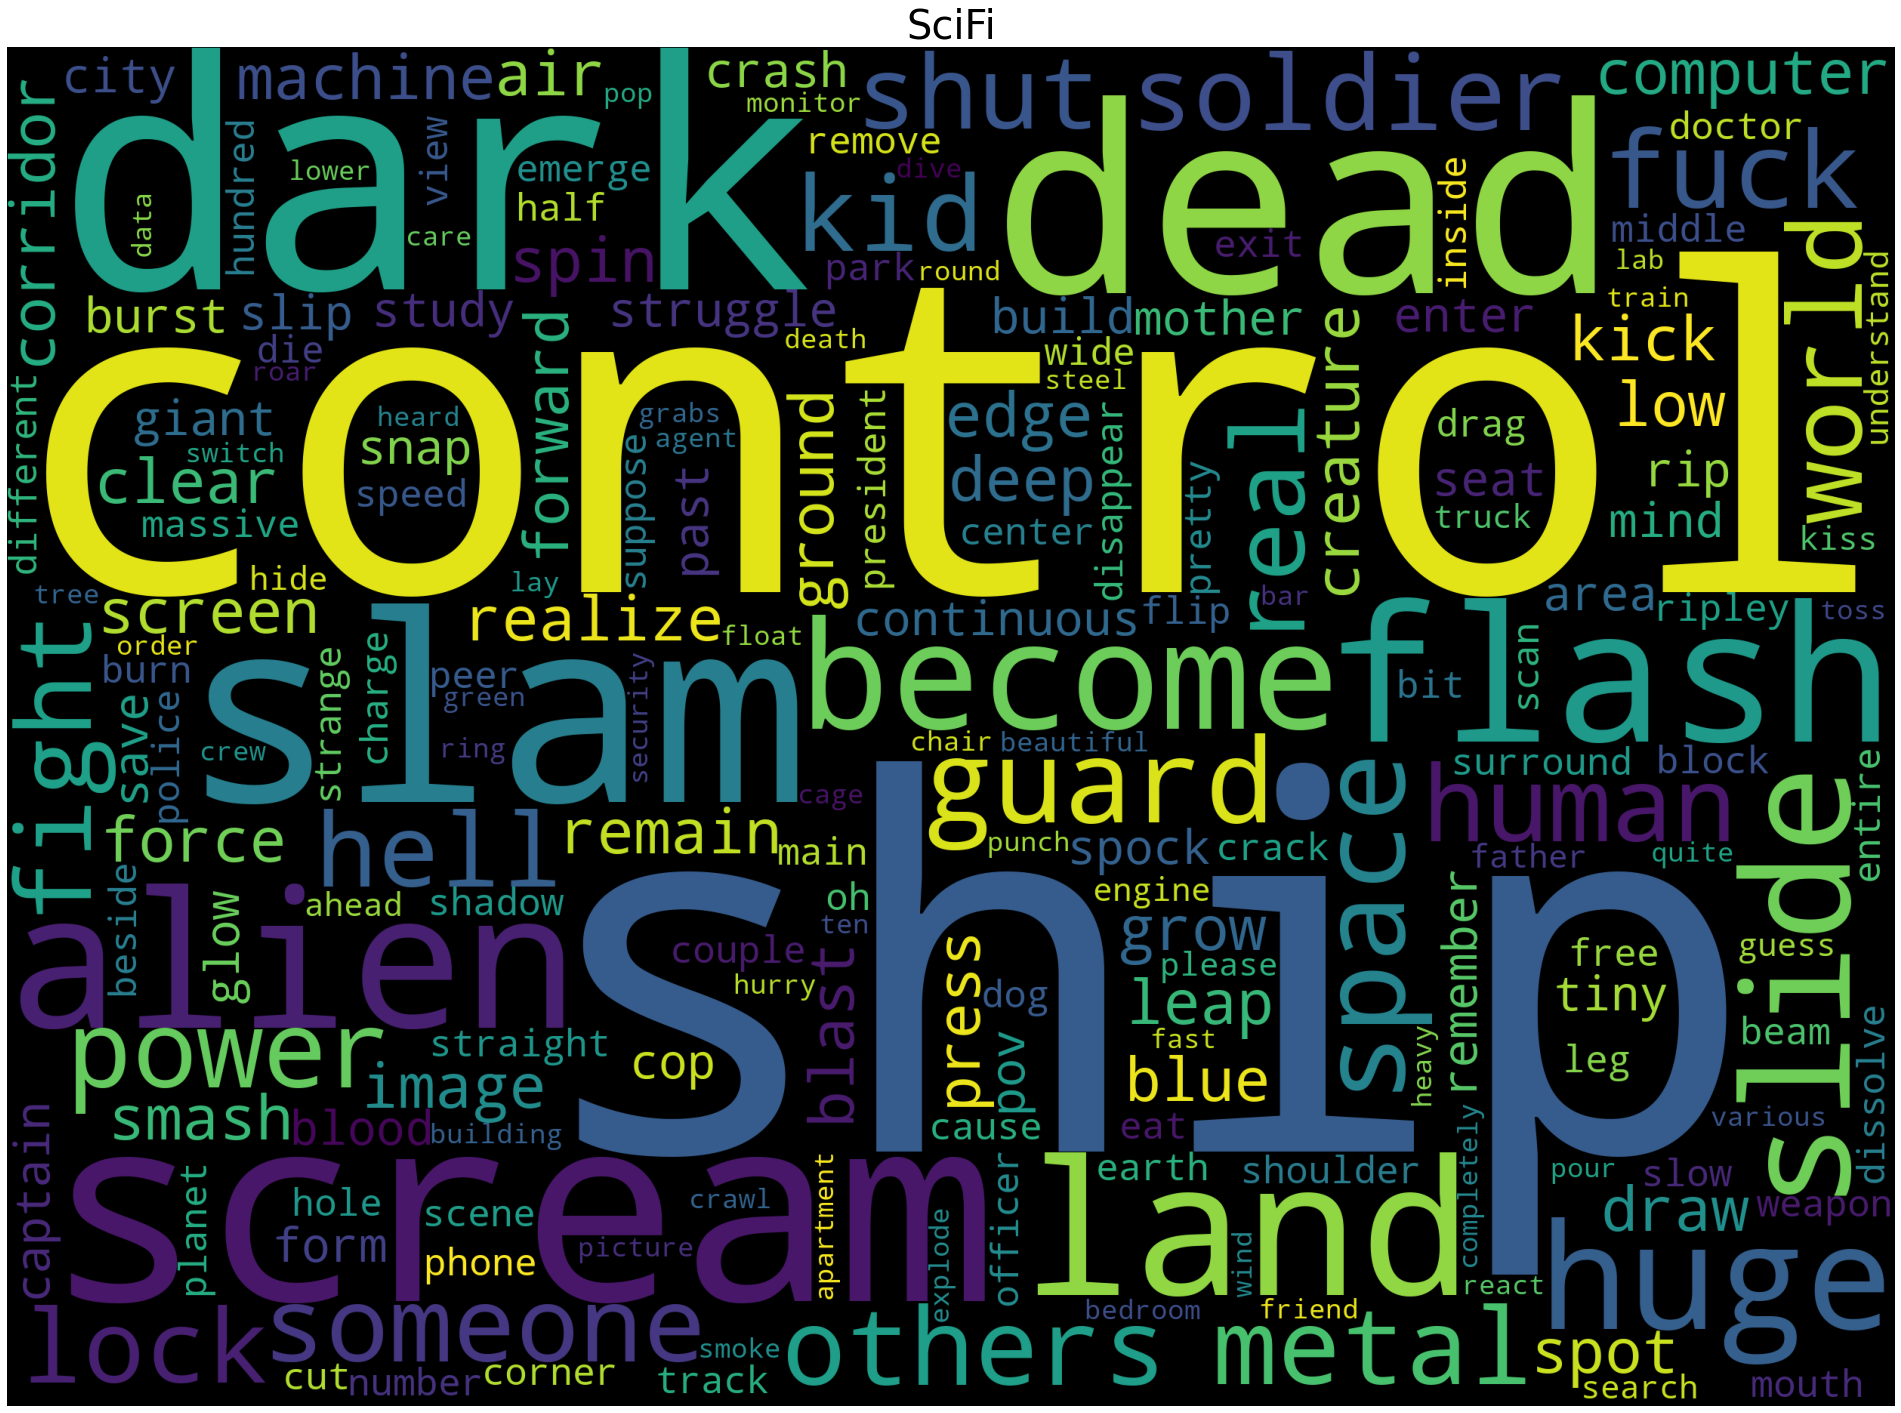 SciFi
city
machine
air
pop
crash
monitor
shut
soldier
computer
corridor
dark
hundred
lower
view
data
care
emerge
half
spin
remove
dive
kid
park
round
dead
exit
inside
doctor
fuck
middle
lab
train
world
understand
burst
slip
study
struggle
die
roar
forward
death
build
mother
wide
steel
enter
creature
kick
low
control
different
giant
heard
snap
switch
clear
speed
massive
grabs
agent
suppose
past
ground
president
edge
deep
center
disappear
pretty
real
drag
seat
truck
rip
mind
kiss
tree
hide
lay
screen
order
burn
realize
float
continuous
flip
bar
area
ripley
toss
fight
save
police
crew
strange
charge
peer
green
ring
security
slam
become
flash
bit
scan
chair
beautiful
surround
block
entire
force
hell
remain
cage
main
guard
punch
spock
crack
space
human
father
quite
slide
alien
beside
glow
ahead
shadow
oh
ten
engine
grow
couple
hurry
blast
press
dog
please
leap
fast
blue
heavy
remember
free
tiny
guess
beam
leg
dissolve
ship
power
straight
image
cop
pov
smash
blood
building
cause
eat
various
captain
scream
planet
hole
form
scene
phone
crawl
picture
apartment
explode
officer
earth
shoulder
land
wind
completely
pour
slow
weapon
draw
react
huge
lock
someone
cut
number
corner
smoke
track
others
bedroom
friend
metal
spot
search
mouth